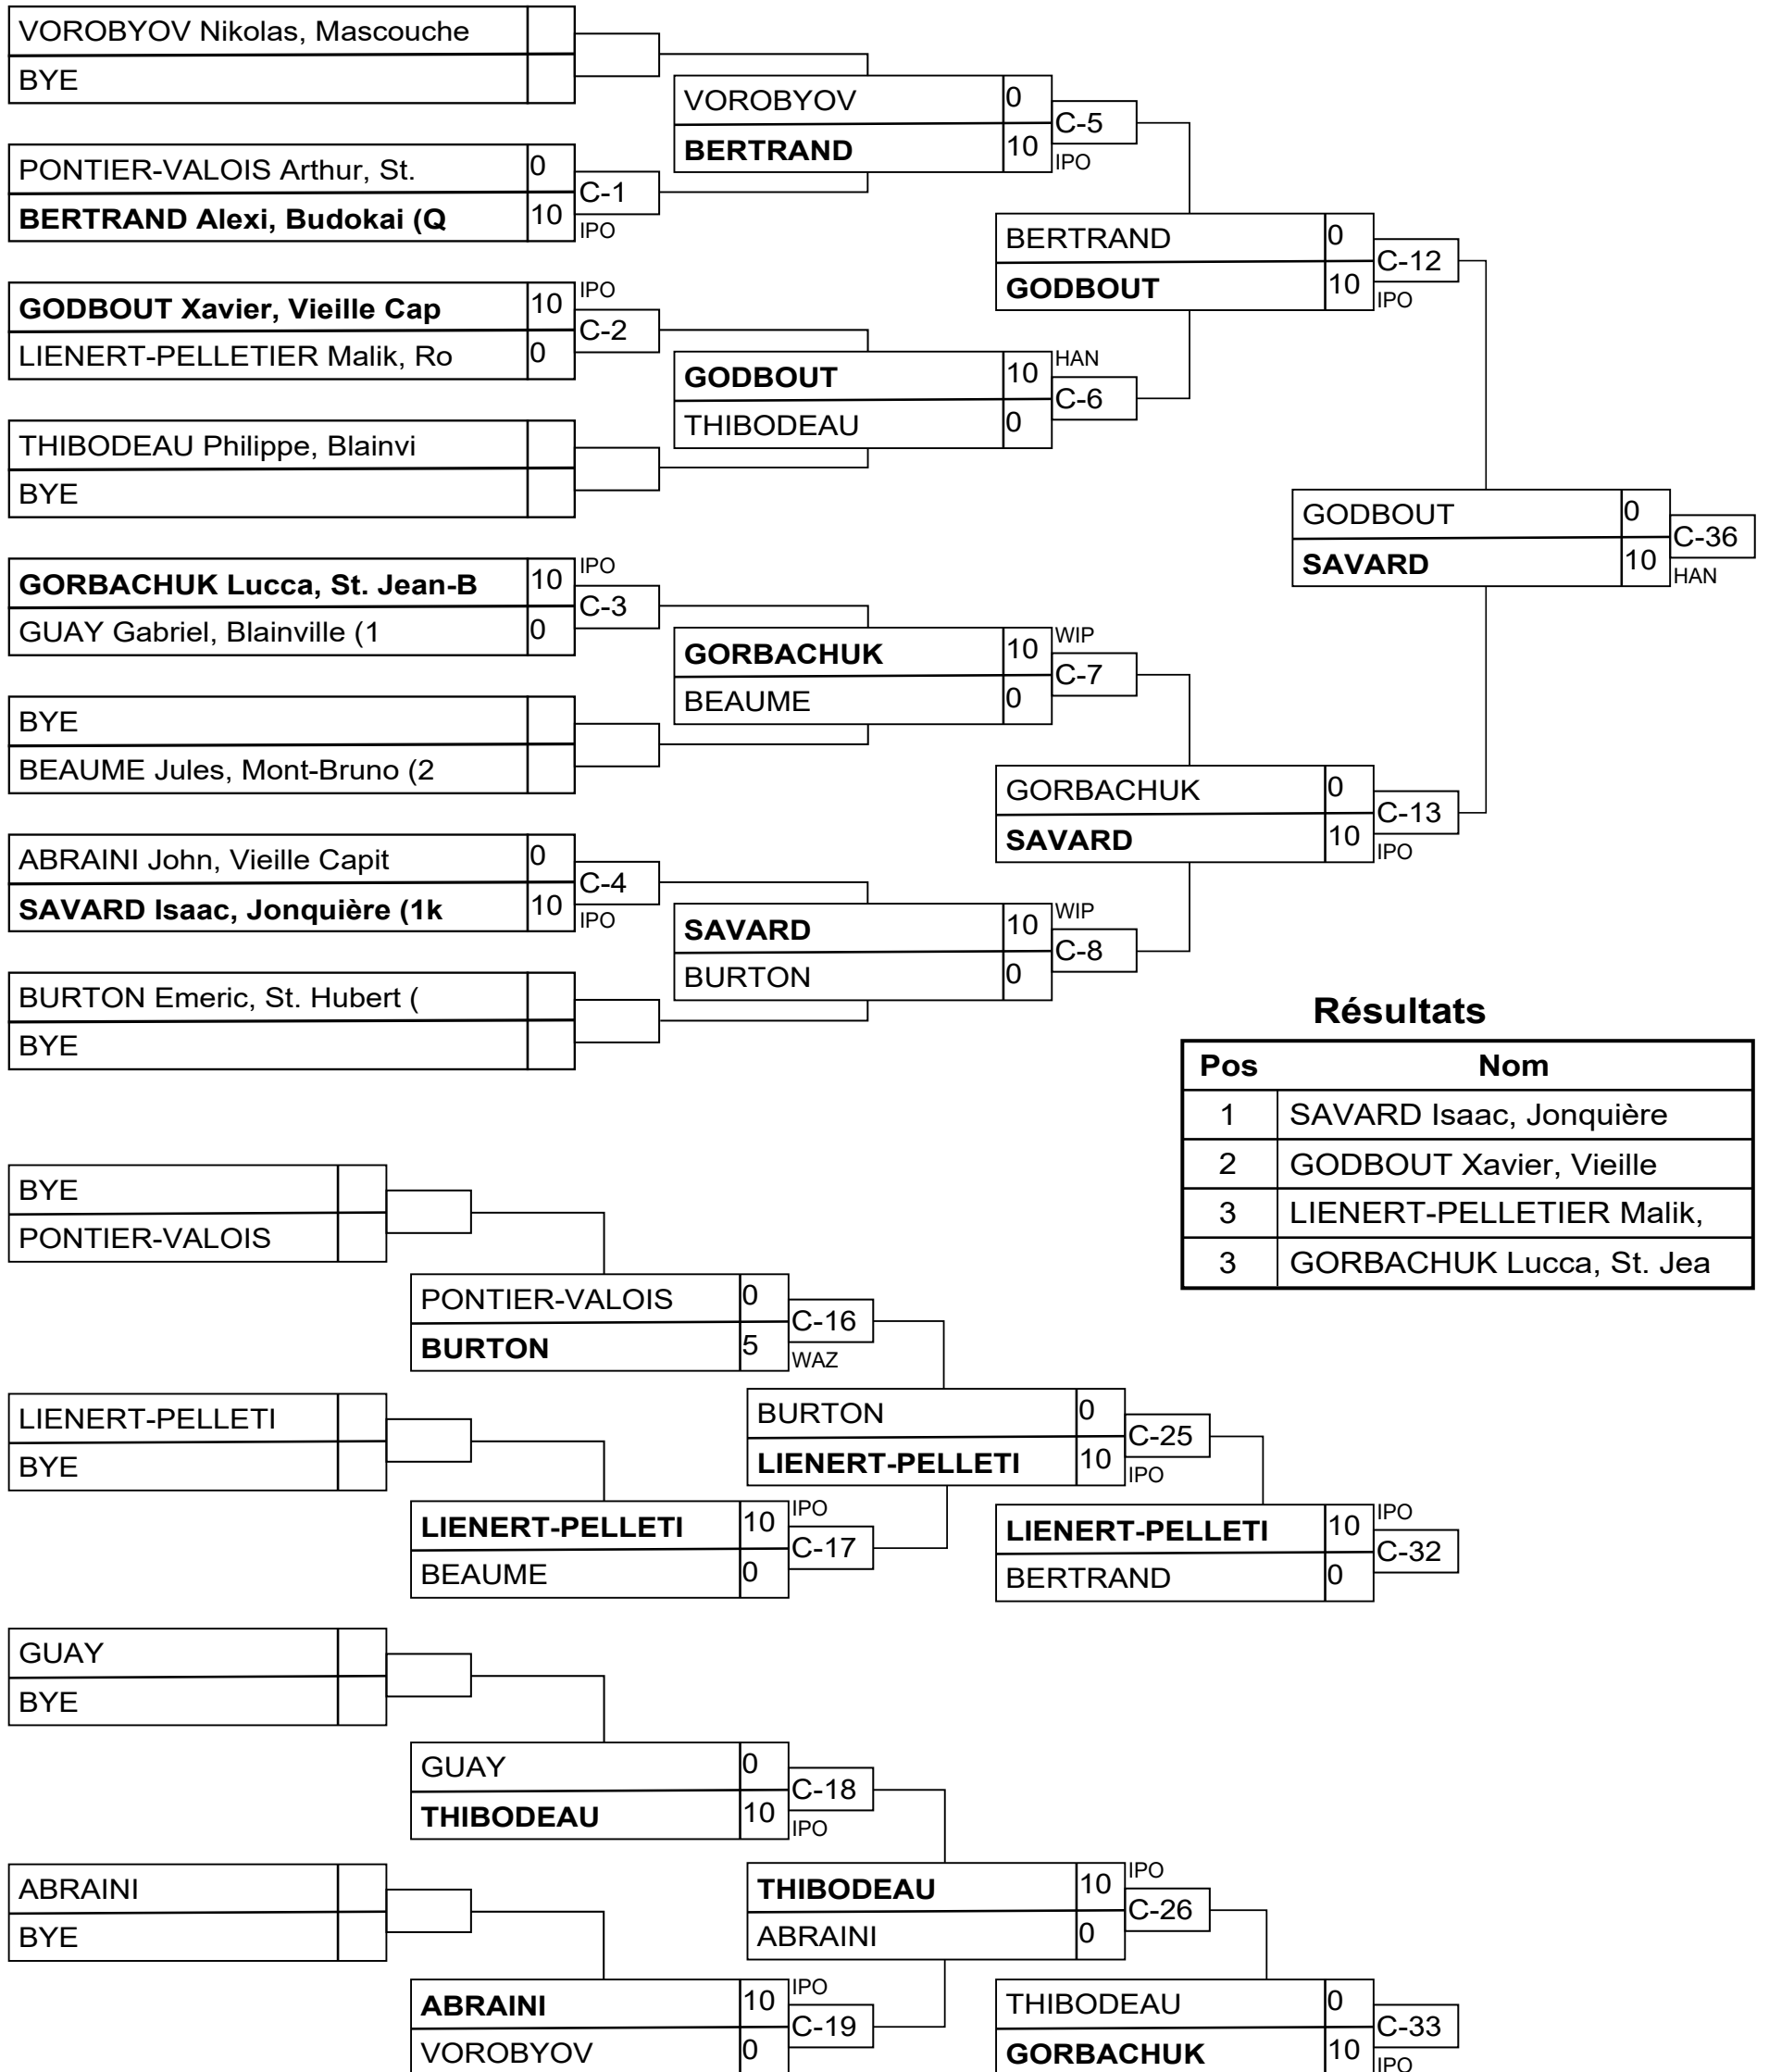 VOROBYOV Nikolas, Mascouche
BYE
PONTIER-VALOIS Arthur, St. 0
C-1
BERTRAND Alexi, Budokai (Q 10 IPO
GODBOUT Xavier, Vieille Cap 10 IPO
C-2
LIENERT-PELLETIER Malik, Ro 0
THIBODEAU Philippe, Blainvi
BYE
GORBACHUK Lucca, St. Jean-B 10 IPO
C-3
GUAY Gabriel, Blainville (1 0
BYE
BEAUME Jules, Mont-Bruno (2
ABRAINI John, Vieille Capit 0
C-4
SAVARD Isaac, Jonquière (1k 10 IPO
BURTON Emeric, St. Hubert (
BYE
VOROBYOV 0
C-5
BERTRAND 10 IPO
GODBOUT 10 HAN
C-6
THIBODEAU 0
GORBACHUK 10 WIP
C-7
BEAUME 0
SAVARD 10 WIP
C-8
BURTON 0
BERTRAND 0
C-12
GODBOUT 10 IPO
GORBACHUK 0
C-13
SAVARD 10 IPO
GODBOUT 0
C-36
SAVARD 10 HAN
Résultats
Pos Nom
1 SAVARD Isaac, Jonquière
2 GODBOUT Xavier, Vieille
3 LIENERT-PELLETIER Malik,
3 GORBACHUK Lucca, St. Jea
BYE
PONTIER-VALOIS
LIENERT-PELLETI
BYE
PONTIER-VALOIS 0
C-16
BURTON 5 WAZ
LIENERT-PELLETI 10 IPO
C-17
BEAUME 0
BURTON 0
C-25
LIENERT-PELLETI 10 IPO
LIENERT-PELLETI 10 IPO
C-32
BERTRAND 0
GUAY
BYE
ABRAINI
BYE
GUAY 0
C-18
THIBODEAU 10 IPO
ABRAINI 10 IPO
C-19
VOROBYOV 0
THIBODEAU 10 IPO
C-26
ABRAINI 0
THIBODEAU 0
C-33
GORBACHUK 10 IPO